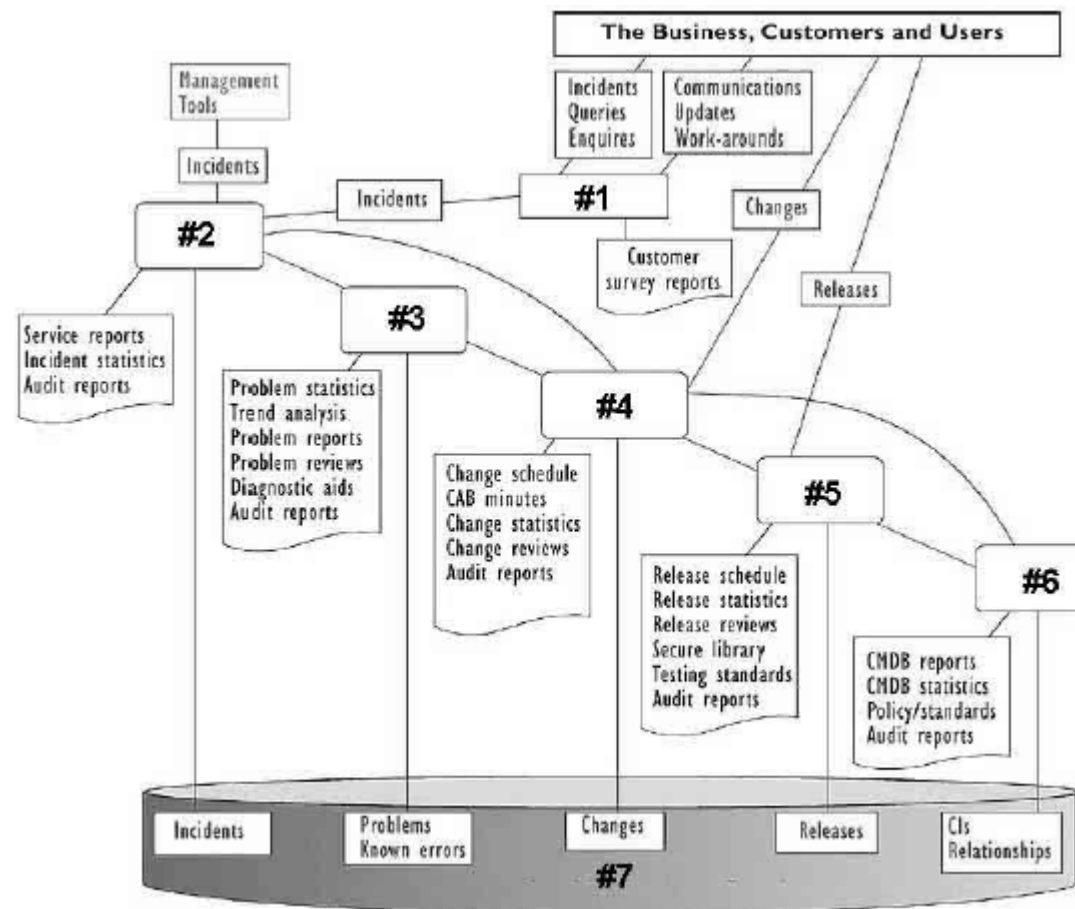 The Business, Customers and Users
Management
Tools
Incidents
Queries
Enquires
Communications
Updates
Work-arounds
Incidents
Incidents
#1
Changes
#2
Customer
survey reports
Releases
#3
Service reports
Incident statistics
Audit reports
Problem statistics
Trend analysis
Problem reports
Problem reviews
Diagnostic aids
Audit reports
#4
Change schedule
CAB minutes
Change statistics
Change reviews
Audit reports
#5
Release schedule
Release statistics
Release reviews
Secure library
Testing standards
Audit reports
#6
CMDB reports
CMDB statistics
Policy/standards
Audit reports
Incidents
Problems
Known errors
Changes
Releases
CIs
Relationships
#7